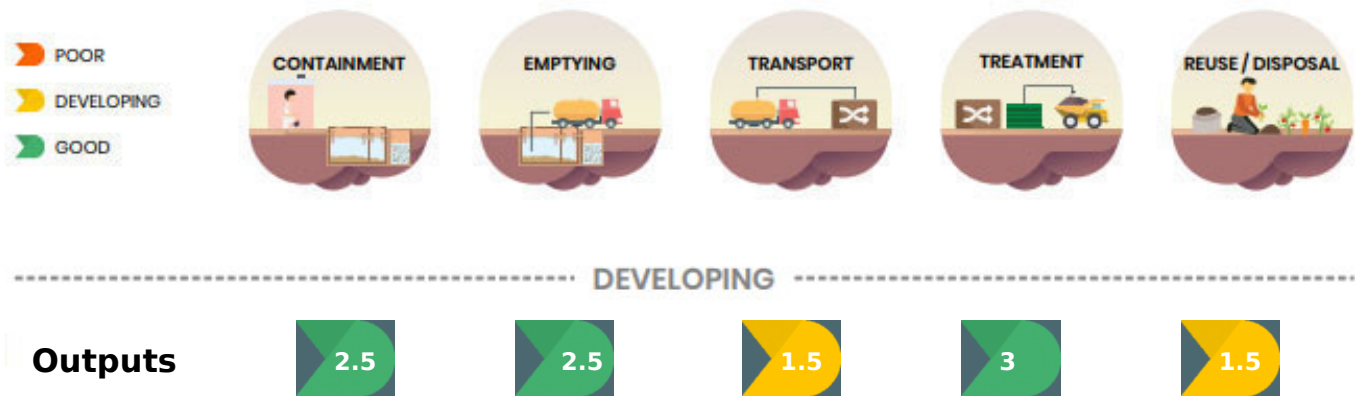 POOR
DEVELOPING
GOOD
CONTAINMENT
EMPTYING
TRANSPORT
TREATMENT
REUSE / DISPOSAL
DEVELOPING
Outputs 2.5 2.5 1.5 3 1.5